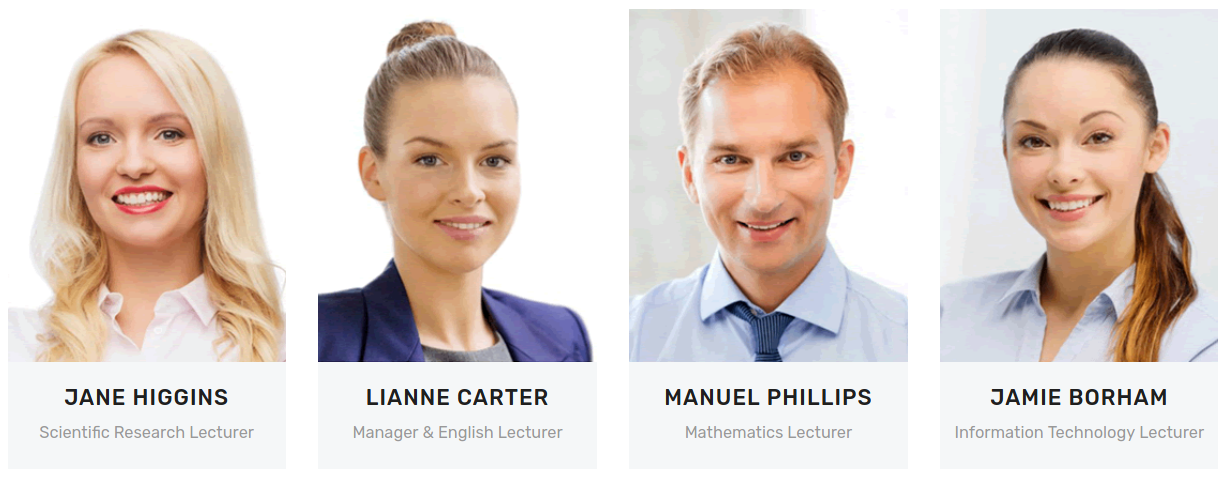 JANE HIGGINS
Scientific Research Lecturer
LIANNE CARTER
Manager & English Lecturer
MANUEL PHILLIPS
Mathematics Lecturer
JAMIE BORHAM
Information Technology Lecturer